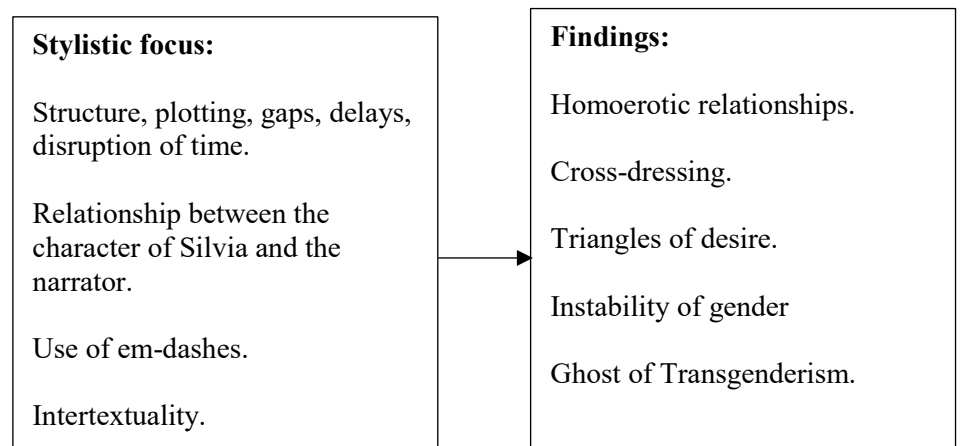 Stylistic focus:
Structure, plotting, gaps, delays,
disruption of time.
Relationship between the
character of Silvia and the
narrator.
Use of em-dashes.
Intertextuality.
Findings:
Homoerotic relationships.
Cross-dressing.
Triangles of desire.
Instability of gender
Ghost of Transgenderism.